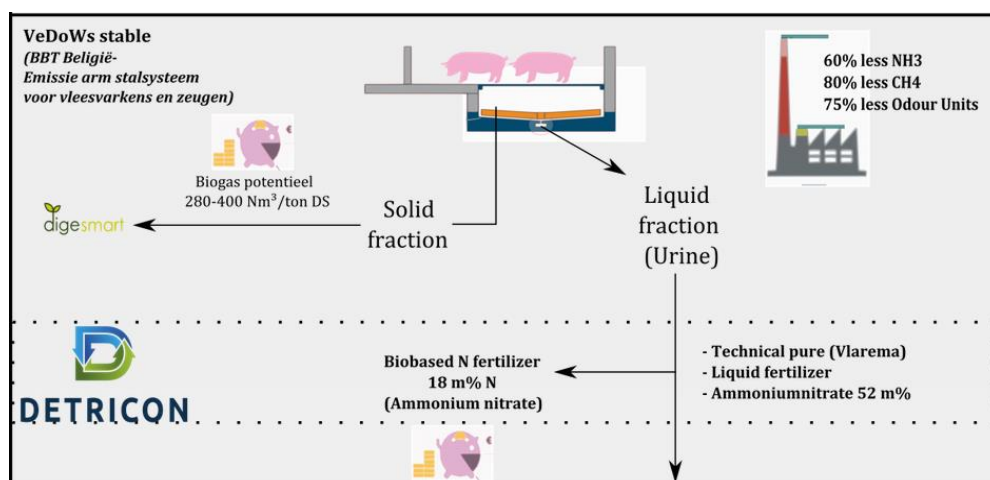 VeDoWs stable
(BBT België-
Emissie arm stalsysteem
voor vleesvarkens en zeugen)
60% less NH3
80% less CH4
75% less Odour Units
Biogas potentieel
280-400 Nm³/ton DS
digesmart
Solid
fraction
Liquid
fraction
(Urine)
DETRICON
Biobased N fertilizer
18 m% N
(Ammonium nitrate)
- Technical pure (Vlarema)
- Liquid fertilizer
- Ammoniumnitrate 52 m%